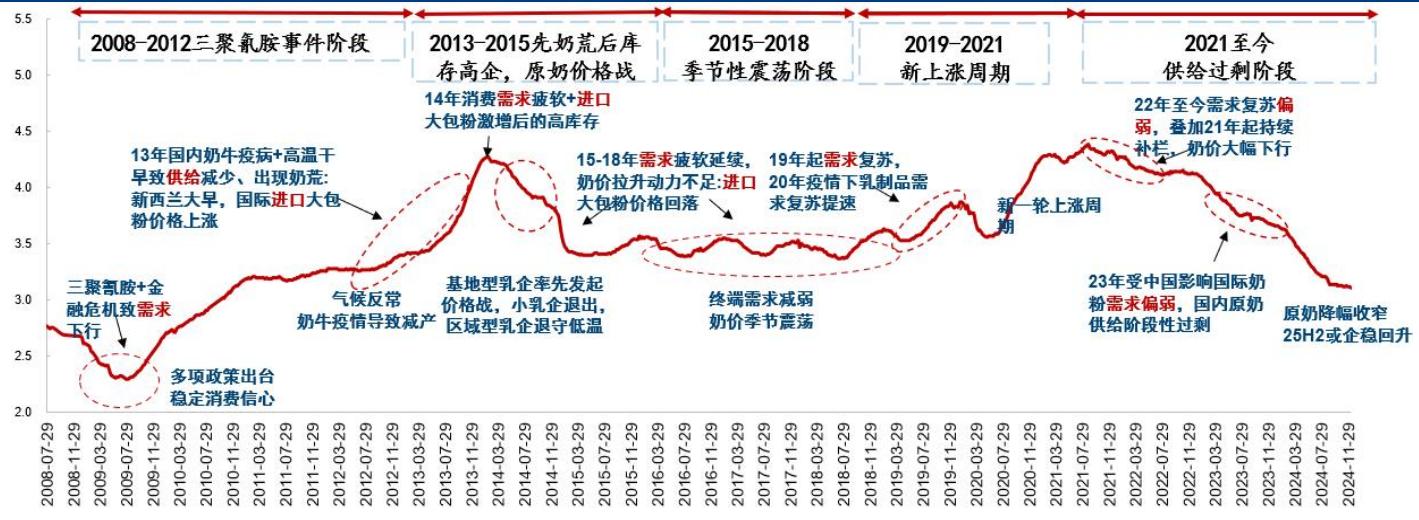 5.5
5.0
4.5
4.0
3.5
3.0
2.5
2.0
2008-2012三聚氰胺事件阶段
2013-2015先奶荒后库
存高企，原奶价格战
2015-2018
季节性震荡阶段
2019-2021
新上涨周期
2021至今
供给过剩阶段
三聚氰胺+金
融危机致需求
下行
多项政策出台
稳定消费信心
13年国内奶牛疫病+高温干
旱致供给减少、出现奶荒:
新西兰大旱，国际进口大包
粉价格上涨
气候反常
奶牛疫情导致减产
14年消费需求疲软+进口
大包粉激增后的高库存
基地型乳企率先发起
价格战，小乳企退出，
区域型乳企退守低温
15-18年需求疲软延续，
奶价拉升动力不足:进口
大包粉价格回落
终端需求减弱
奶价季节震荡
19年起需求复苏，
20年疫情下乳制品需
求复苏提速
新一轮上涨周
期
22年至今需求复苏偏
弱，叠加21年起持续
补栏，奶价大幅下行
23年受中国影响国际奶
粉需求偏弱，国内原奶
供给阶段性过剩
原奶降幅收窄
25H2或企稳回升
2008-07-29
2008-11-29
2009-03-29
2009-07-29
2009-11-29
2010-03-29
2010-07-29
2010-11-29
2011-03-29
2011-07-29
2011-11-29
2012-03-29
2012-07-29
2012-11-29
2013-03-29
2013-07-29
2013-11-29
2014-03-29
2014-07-29
2014-11-29
2015-03-29
2015-07-29
2015-11-29
2016-03-29
2016-07-29
2016-11-29
2017-03-29
2017-07-29
2017-11-29
2018-03-29
2018-07-29
2018-11-29
2019-03-29
2019-07-29
2019-11-29
2020-03-29
2020-07-29
2020-11-29
2021-03-29
2021-07-29
2021-11-29
2022-03-29
2022-07-29
2022-11-29
2023-03-29
2023-07-29
2023-11-29
2024-03-29
2024-07-29
2024-11-29